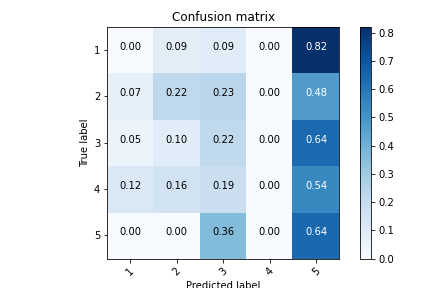 Confusion matrix
0.8
1 0.00 0.09 0.09 0.00 0.82
0.7
2 0.07 0.22 0.23 0.00 0.48
0.6
0.5
True label
3 0.05 0.10 0.22 0.00 0.64
0.4
0.3
4 0.12 0.16 0.19 0.00 0.54
0.2
5 0.00 0.00 0.36 0.00 0.64
0.1
0.0
1 2 3 4 5
Predicted label